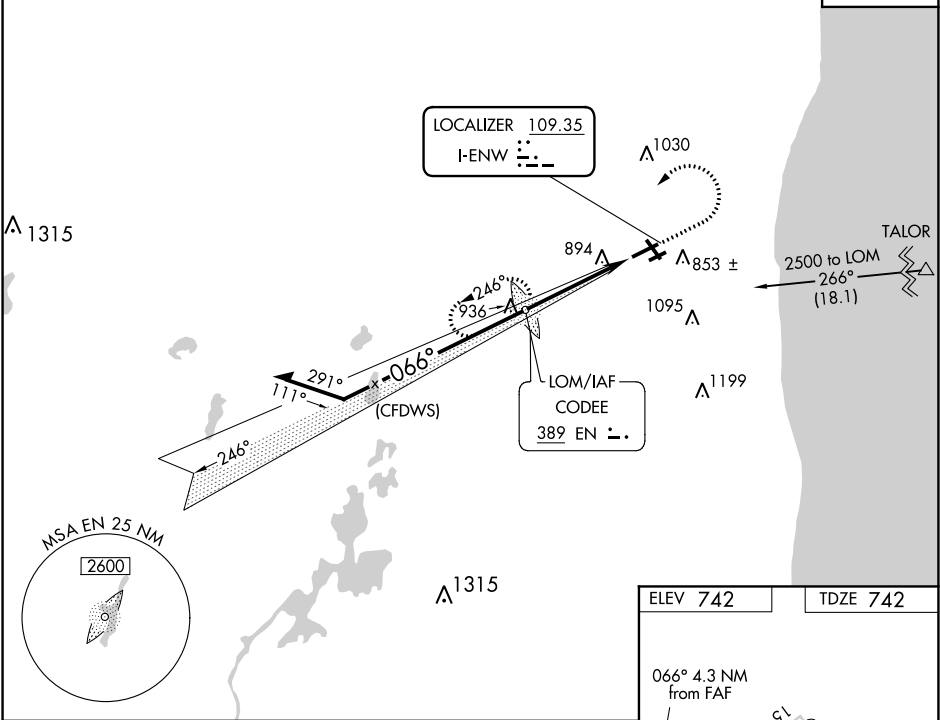 LOCALIZER 109.35
I-ENW
1030
1315
894
853 ±
TALOR
2500 to LOM
266°
(18.1)
246°
936
1095
066°
291°
111°
(CFDWS)
LOM/IAF
CODEE
389 EN
1199
246°
MSA EN 25 NM
2600
1315
ELEV 742
TDZE 742
066° 4.3 NM
from FAF
15